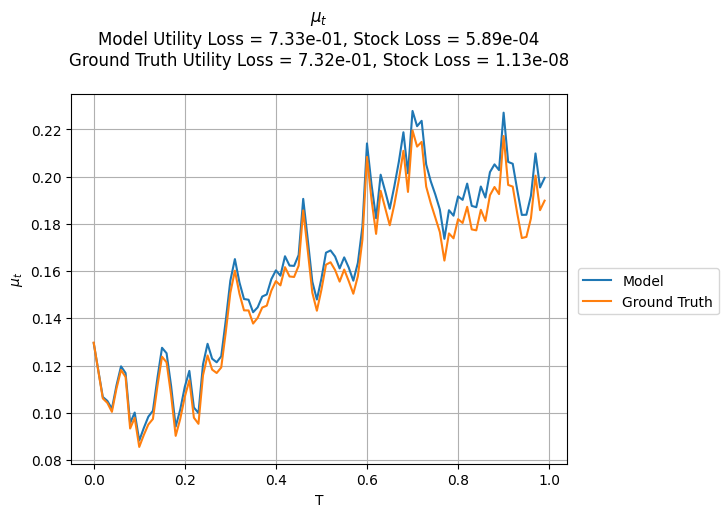 μt
Model Utility Loss = 7.33e-01, Stock Loss = 5.89e-04
Ground Truth Utility Loss = 7.32e-01, Stock Loss = 1.13e-08
0.22
0.20
0.18
0.16
0.14
0.12
0.10
0.08
μt
0.0 0.2 0.4 0.6 0.8 1.0
T
Model
Ground Truth